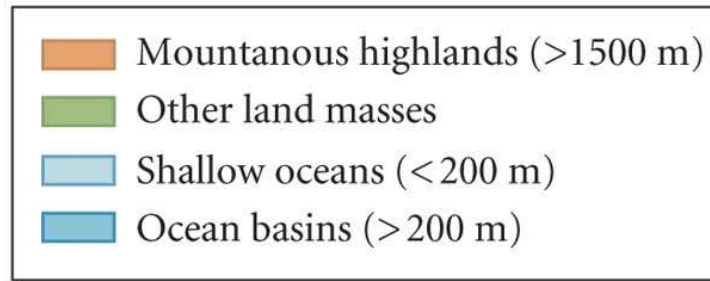 Mountanous highlands (>1500 m)
Other land masses
Shallow oceans (<200 m)
Ocean basins (>200 m)